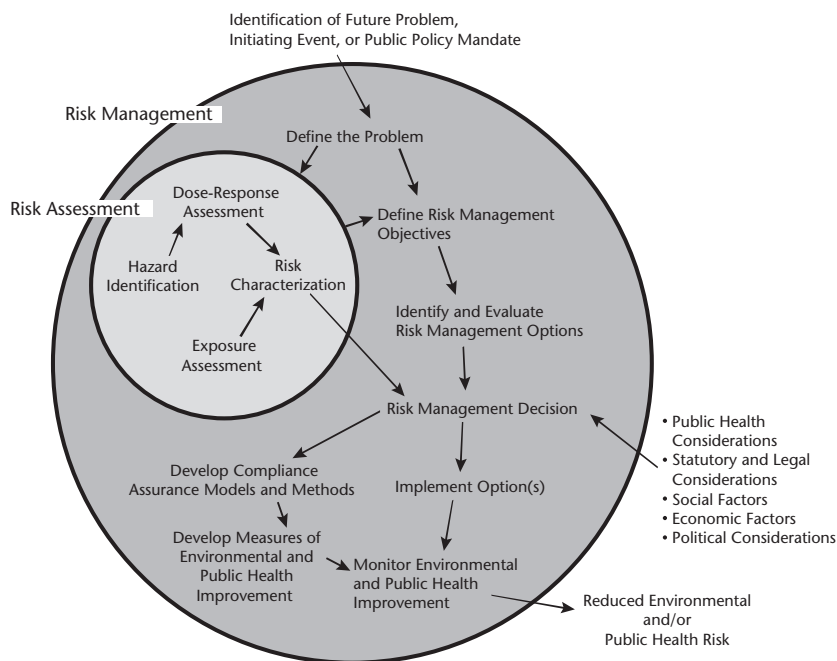 Identification of Future Problem,
Initiating Event, or Public Policy Mandate
Risk Management
Define the Problem
Risk Assessment
Dose-Response
Assessment
Define Risk Management
Objectives
Hazard
Identification
Risk
Characterization
Identify and Evaluate
Risk Management Options
Exposure
Assessment
Risk Management Decision
• Public Health
Considerations
• Statutory and Legal
Considerations
• Social Factors
• Economic Factors
• Political Considerations
Develop Compliance
Assurance Models and Methods
Implement Option(s)
Develop Measures of
Environmental and
Public Health
Improvement
Monitor Environmental
and Public Health
Improvement
Reduced Environmental
and/or
Public Health Risk